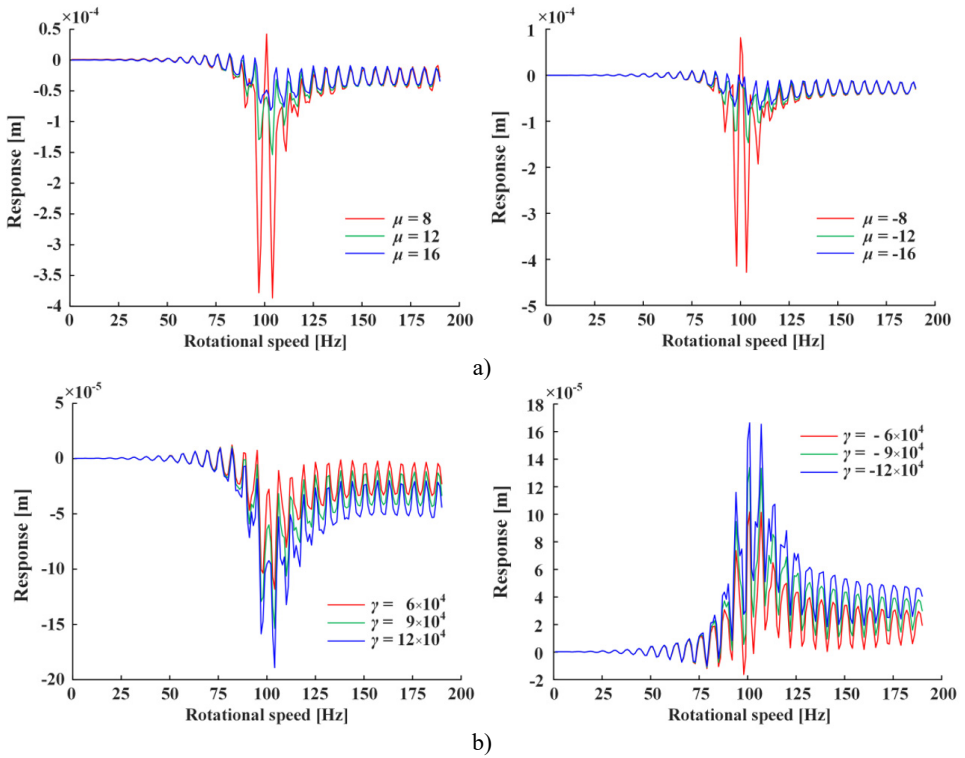 ×10⁻⁴
0.5
0
-0.5
-1
-1.5
-2
-2.5
-3
-3.5
-4
Response [m]
μ = 8
μ = 12
μ = 16
0 25 50 75 100 125 150 175 200
Rotational speed [Hz]
×10⁻⁴
1
0
-1
-2
-3
-4
-5
Response [m]
μ = -8
μ = -12
μ = -16
0 25 50 75 100 125 150 175 200
Rotational speed [Hz]
a)
×10⁻⁵
5
0
-5
-10
-15
-20
Response [m]
γ = 6×10⁴
γ = 9×10⁴
γ = 12×10⁴
0 25 50 75 100 125 150 175 200
Rotational speed [Hz]
×10⁻⁵
18
16
14
12
10
8
6
4
2
0
-2
Response [m]
γ = - 6×10⁴
γ = - 9×10⁴
γ = -12×10⁴
0 25 50 75 100 125 150 175 200
Rotational speed [Hz]
b)